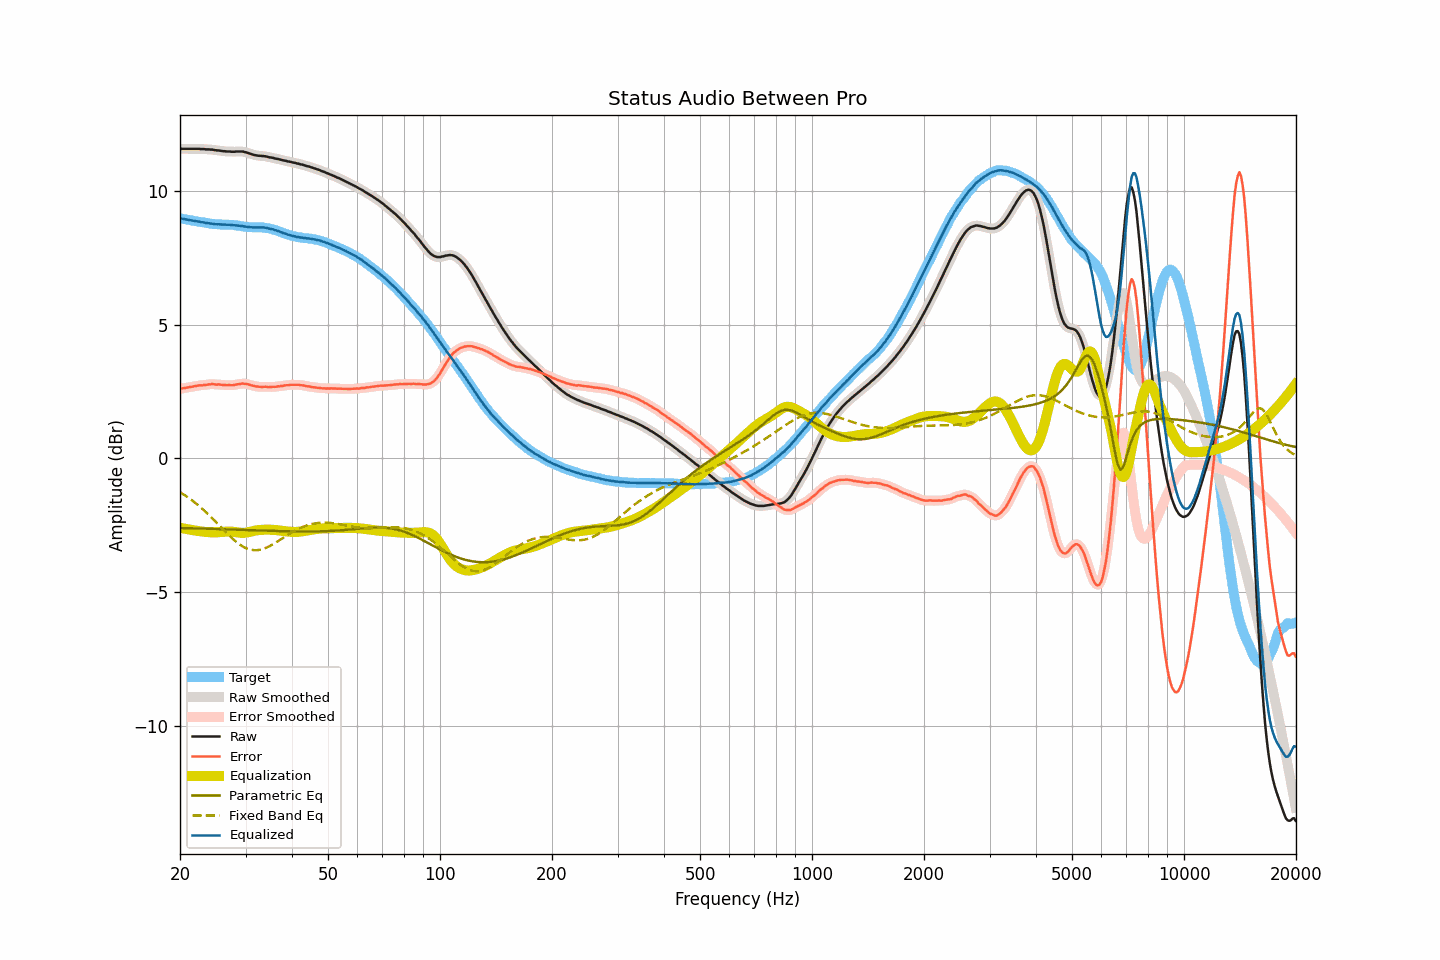 Status Audio Between Pro
Amplitude (dBr)
10
5
0
−5
−10
Target
Raw Smoothed
Error Smoothed
Raw
Error
Equalization
Parametric Eq
Fixed Band Eq
Equalized
20 50 100 200 500 1000 2000 5000 10000 20000
Frequency (Hz)